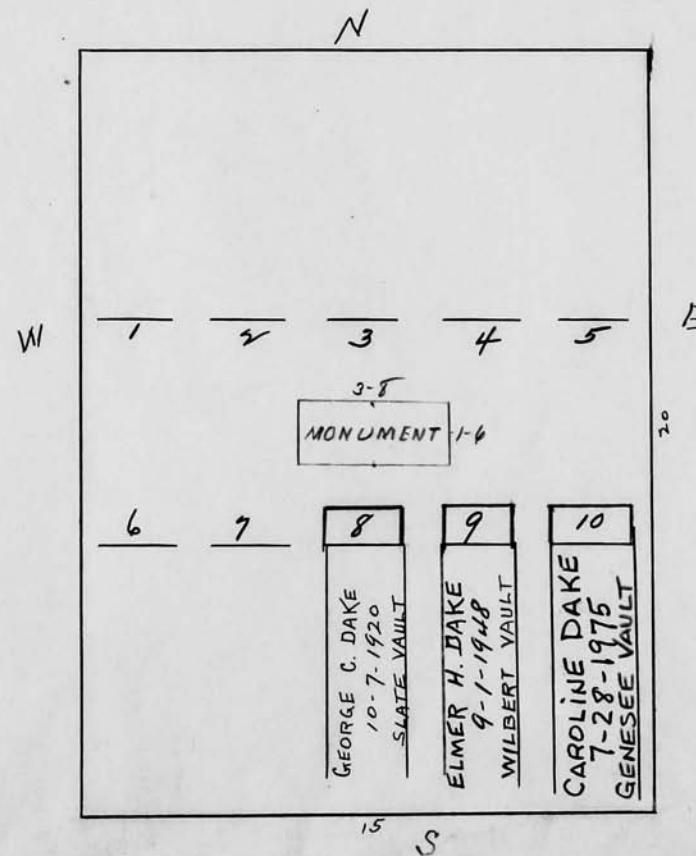 N
W
E
1 2 3 4 5
3-8
MONUMENT 1-6
20
6 7 8 9 10
GEORGE C. DAKE
10-7-1920
SLATE VAULT
ELMER H. DAKE
9-1-1948
WILBERT VAULT
CAROLINE DAKE
7-28-1975
GENESEE VAULT
15
S